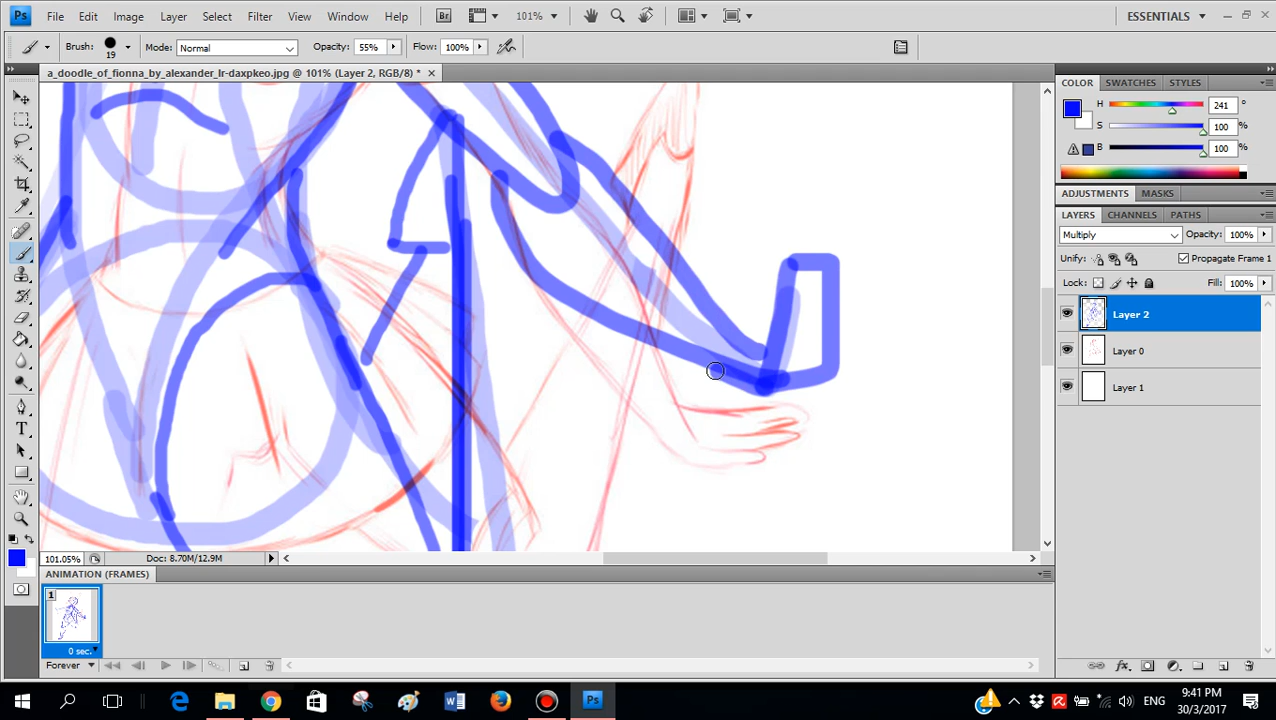 Ps File Edit Image Layer Select Filter View Window Help Br 101% ESSENTIALS
Brush: 19 Mode: Normal Opacity: 55% Flow: 100%
a_doodle_of_fionna_by_alexander_lr-daxpkeo.jpg @ 101% (Layer 2, RGB/8) *
COLOR SWATCHES STYLES
H 241 °
S 100 %
B 100 %
ADJUSTMENTS MASKS
LAYERS CHANNELS PATHS
Multiply Opacity: 100%
Unify: Propagate Frame 1
Lock: Fill: 100%
Layer 2
Layer 0
Layer 1
101.05% Doc: 8.70M/12.9M
ANIMATION (FRAMES)
1
0 sec.
Forever
ENG
9:41 PM
30/3/2017